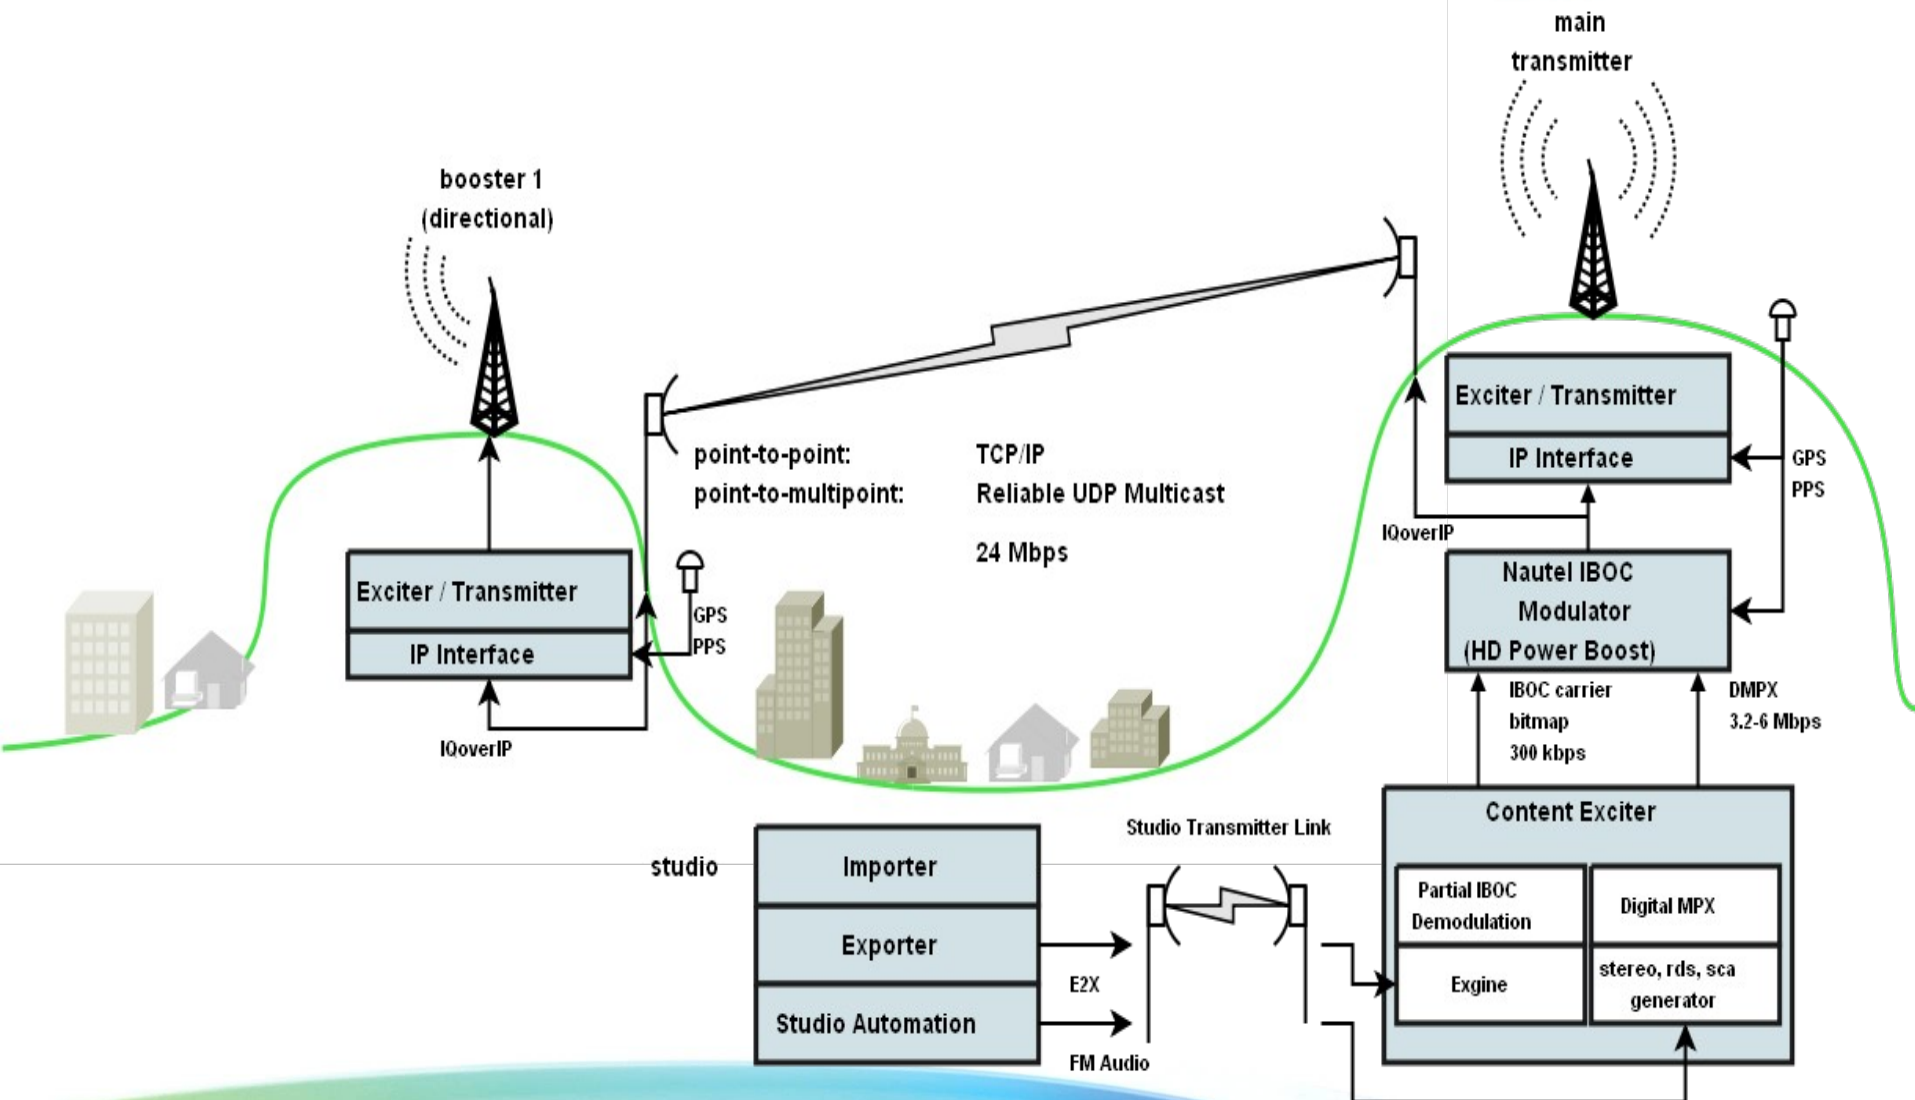 main
transmitter
booster 1
(directional)
Exciter / Transmitter
IP Interface
GPS
PPS
point-to-point: TCP/IP
point-to-multipoint: Reliable UDP Multicast
24 Mbps
IQoverIP
Nautel IBOC
Modulator
(HD Power Boost)
Exciter / Transmitter
IP Interface
GPS
PPS
IQoverIP
IBOC carrier
bitmap
300 kbps
DMPX
3.2-6 Mbps
Content Exciter
Partial IBOC
Demodulation
Digital MPX
Exgine
stereo, rds, sca
generator
Studio Transmitter Link
studio
Importer
Exporter
E2X
Studio Automation
FM Audio